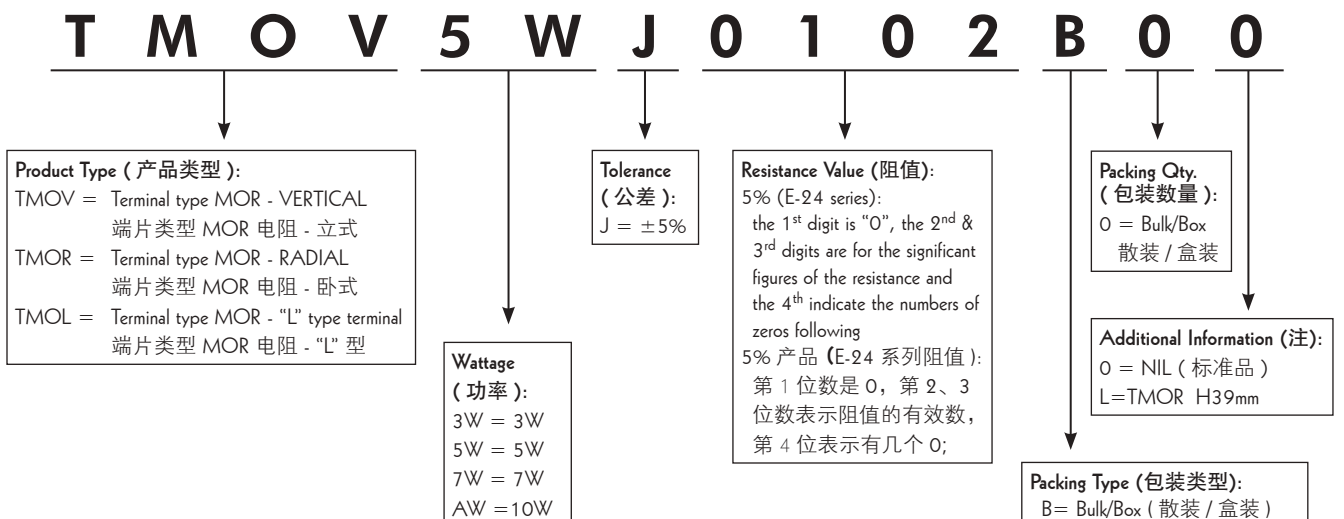 TMOV5WJ0102B00
Product Type ( 产品类型 ):
TMOV = Terminal type MOR - VERTICAL
端片类型 MOR 电阻 - 立式
TMOR = Terminal type MOR - RADIAL
端片类型 MOR 电阻 - 卧式
TMOL = Terminal type MOR - “L” type terminal
端片类型 MOR 电阻 - “L” 型
Wattage
( 功率 ):
3W = 3W
5W = 5W
7W = 7W
AW =10W
Tolerance
( 公差 ):
J = ±5%
Resistance Value (阻值):
5% (E-24 series):
the 1st digit is “0”, the 2nd &
3rd digits are for the significant
figures of the resistance and
the 4th indicate the numbers of
zeros following
5% 产品 (E-24 系列阻值 ):
第 1 位数是 0，第 2、3
位数表示阻值的有效数，
第 4 位表示有几个 0;
Packing Qty.
( 包装数量 ):
0 = Bulk/Box
散装 / 盒装
Additional Information (注):
0 = NIL ( 标准品 )
L=TMOR H39mm
Packing Type (包装类型):
B= Bulk/Box ( 散装 / 盒装 )